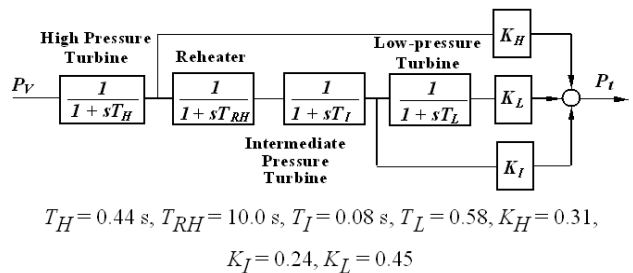 High Pressure
Turbine
Reheater
Low-pressure
Turbine
K_H
P_V
1
1 + sT_H
1
1 + sT_RH
1
1 + sT_I
1
1 + sT_L
K_L
P_t
Intermediate
Pressure
Turbine
K_I
T_H = 0.44 s, T_RH = 10.0 s, T_I = 0.08 s, T_L = 0.58, K_H = 0.31,
K_I = 0.24, K_L = 0.45